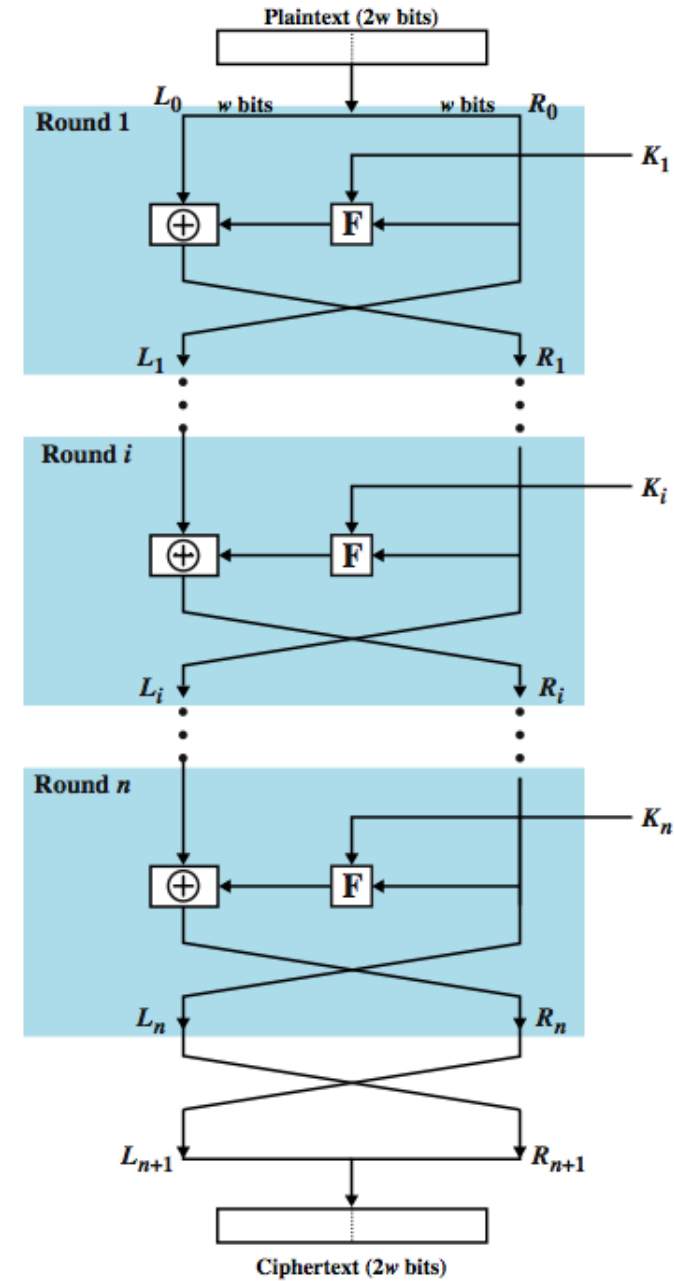 Plaintext (2w bits)
L0 w bits w bits R0
Round 1
K1
⊕ F
L1 R1
Round i
Ki
⊕ F
Li Ri
Round n
Kn
⊕ F
Ln Rn
Ln+1 Rn+1
Ciphertext (2w bits)